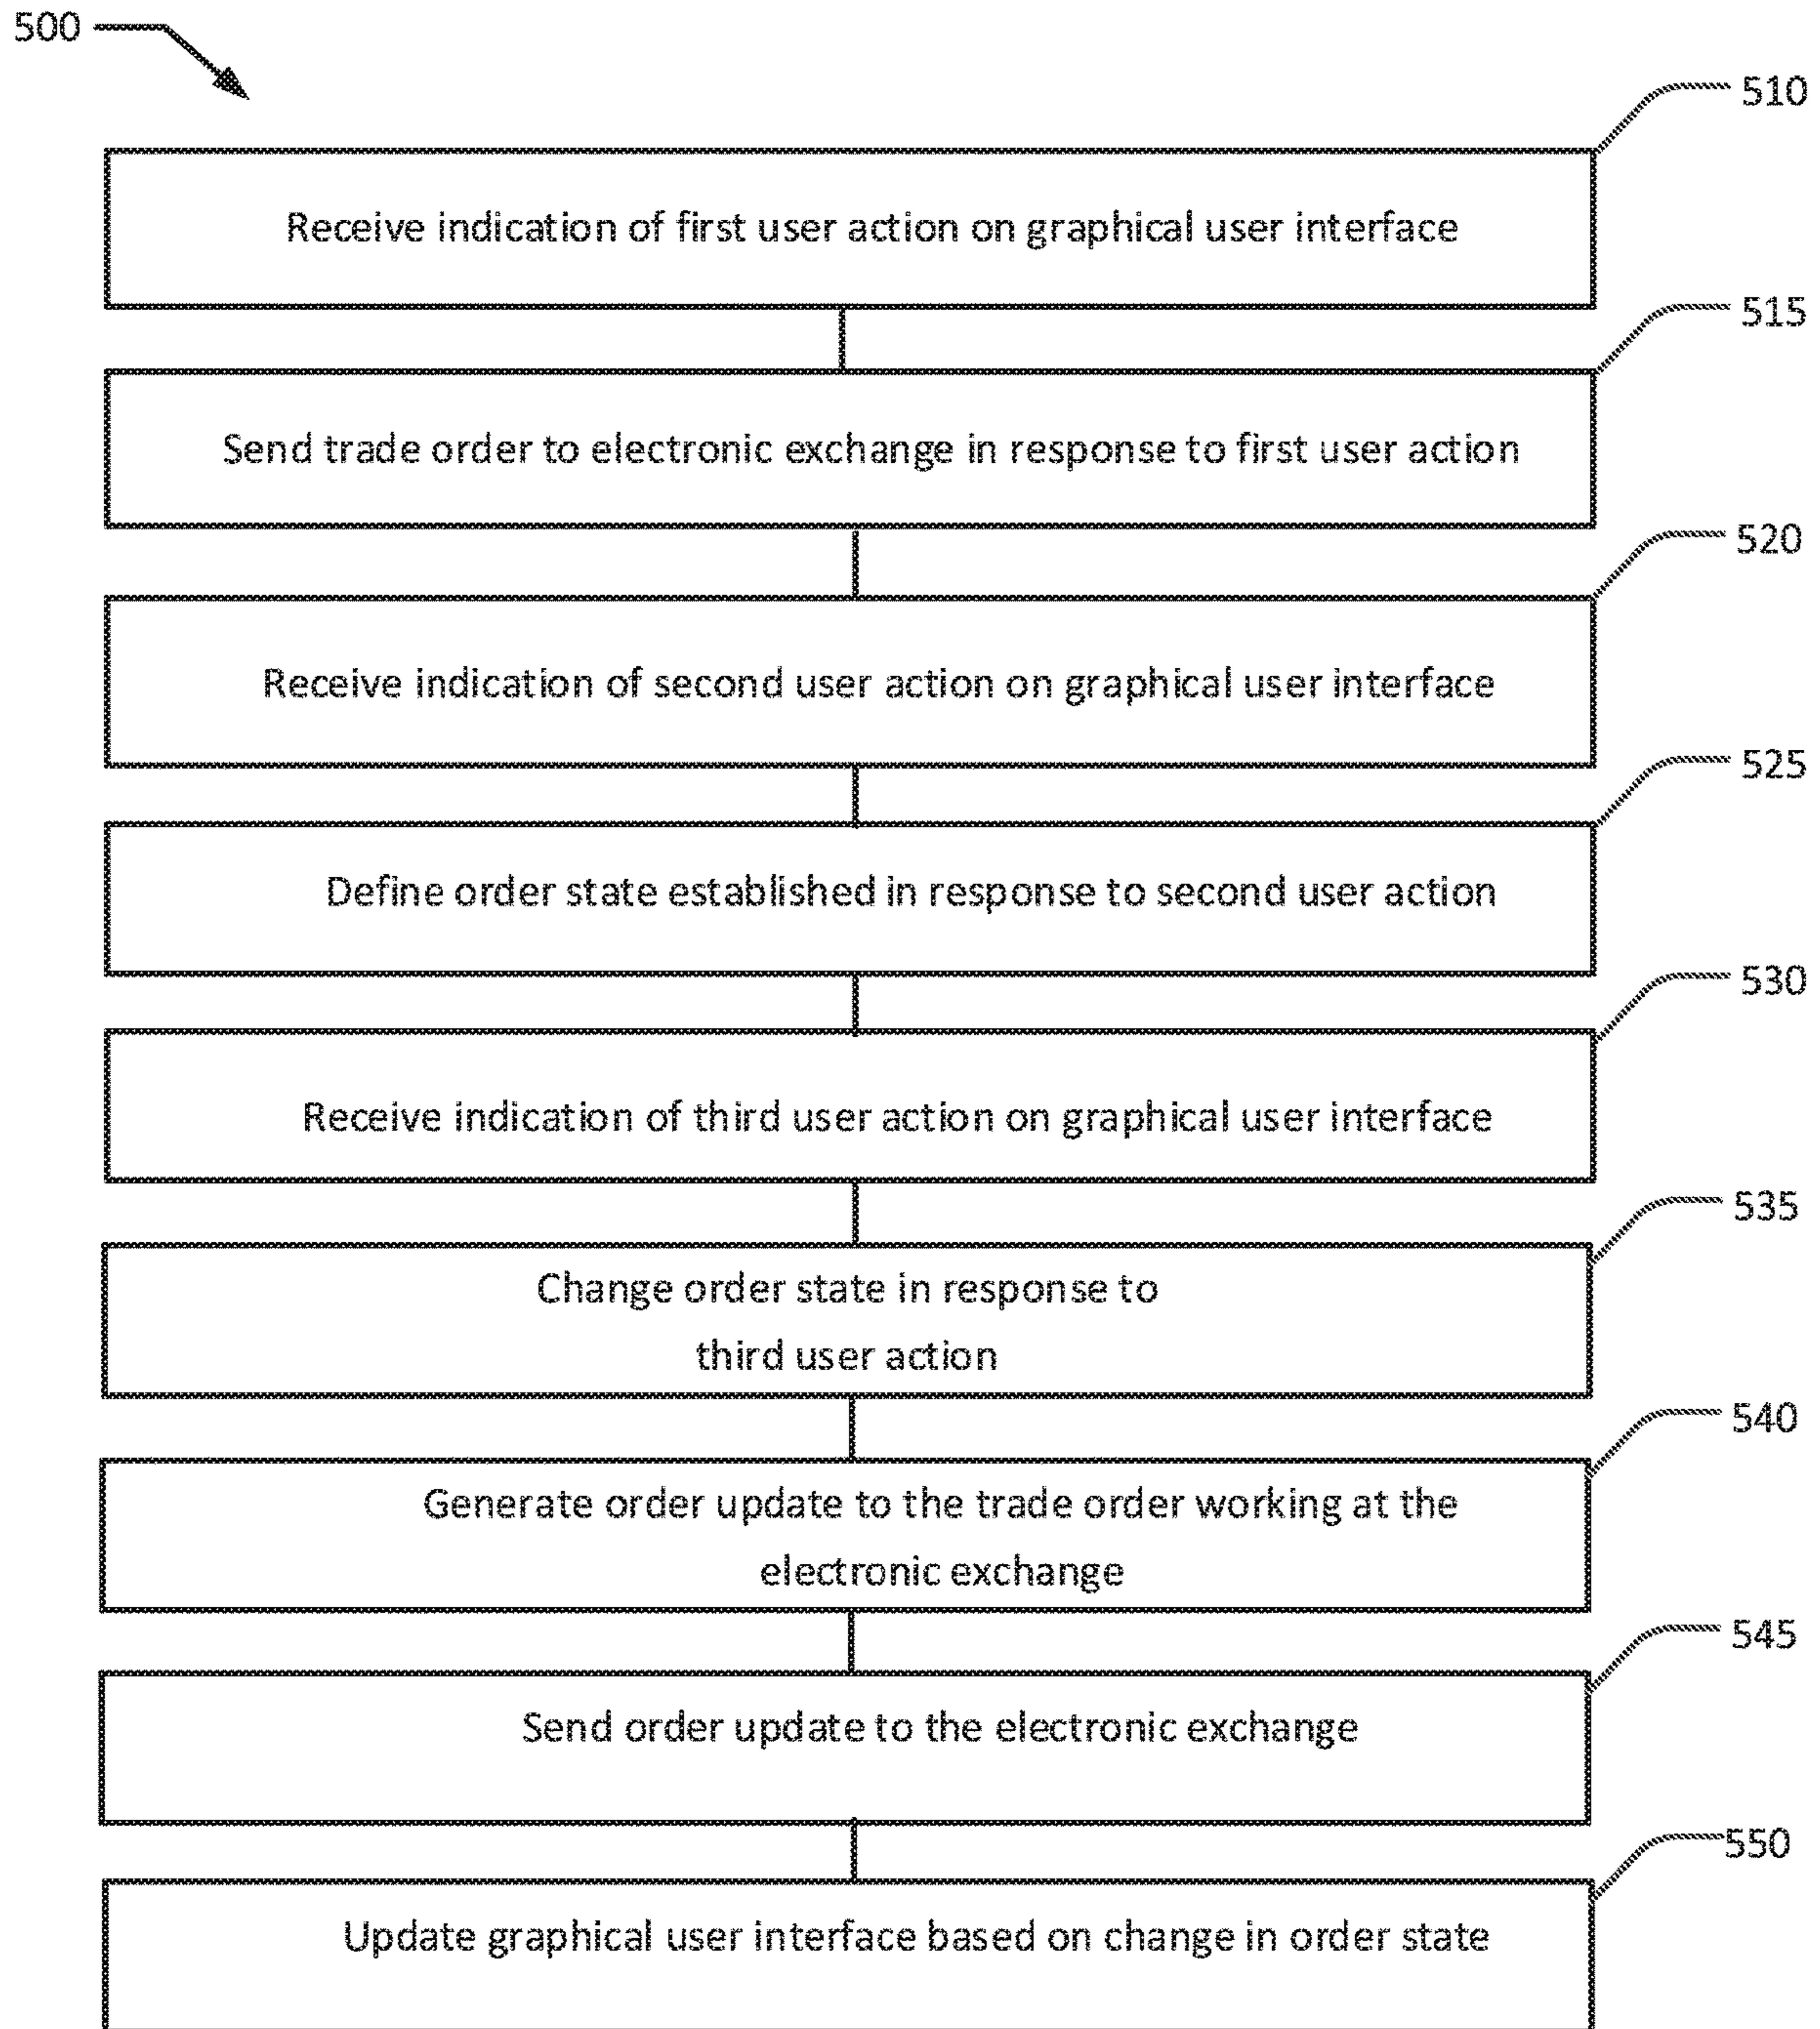 500
510
Receive indication of first user action on graphical user interface
515
Send trade order to electronic exchange in response to first user action
520
Receive indication of second user action on graphical user interface
525
Define order state established in response to second user action
530
Receive indication of third user action on graphical user interface
535
Change order state in response to
third user action
540
Generate order update to the trade order working at the
electronic exchange
545
Send order update to the electronic exchange
550
Update graphical user interface based on change in order state